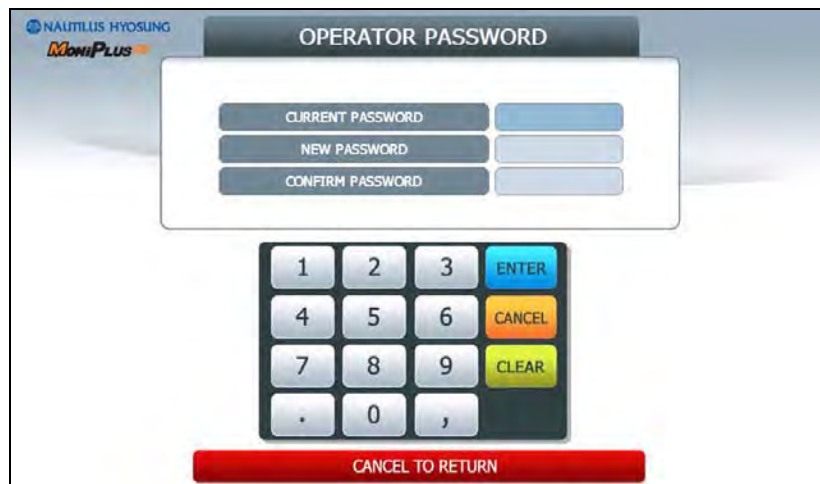 NAUTILUS HYOSUNG
MoniPlus
OPERATOR PASSWORD
CURRENT PASSWORD
NEW PASSWORD
CONFIRM PASSWORD
1 2 3 ENTER
4 5 6 CANCEL
7 8 9 CLEAR
. 0 ,
CANCEL TO RETURN